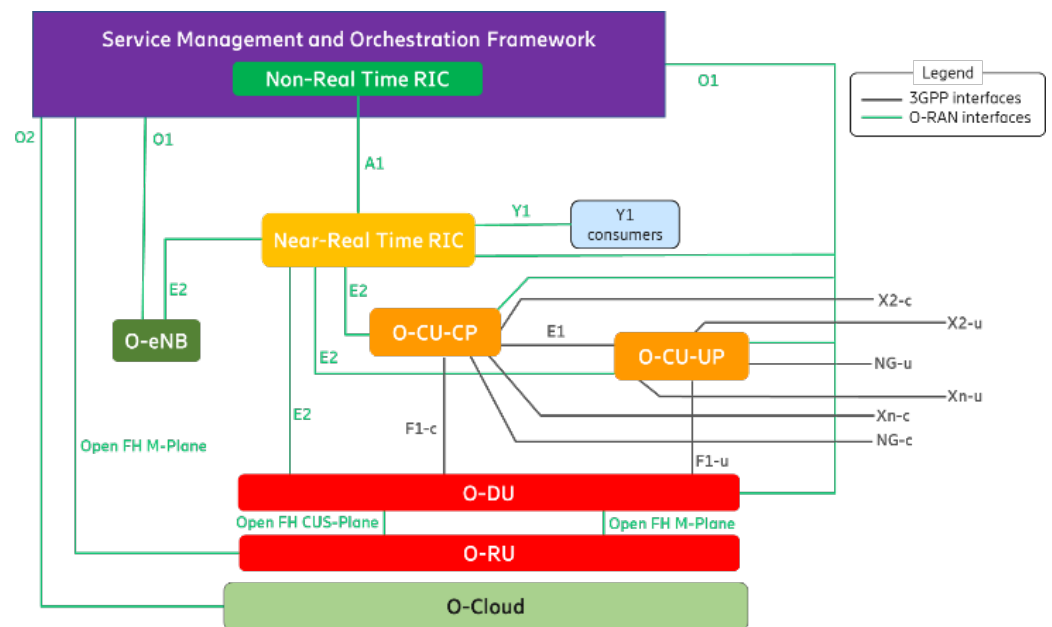 Service Management and Orchestration Framework
Non-Real Time RIC
Legend
3GPP interfaces
O-RAN interfaces
O1
O2
O1
A1
Y1
Y1
consumers
Near-Real Time RIC
E2
E2
X2-c
O-CU-CP
E1
X2-u
O-eNB
O-CU-UP
E2
NG-u
Xn-u
E2
Xn-c
F1-c
NG-c
Open FH M-Plane
F1-u
O-DU
Open FH CUS-Plane
Open FH M-Plane
O-RU
O-Cloud